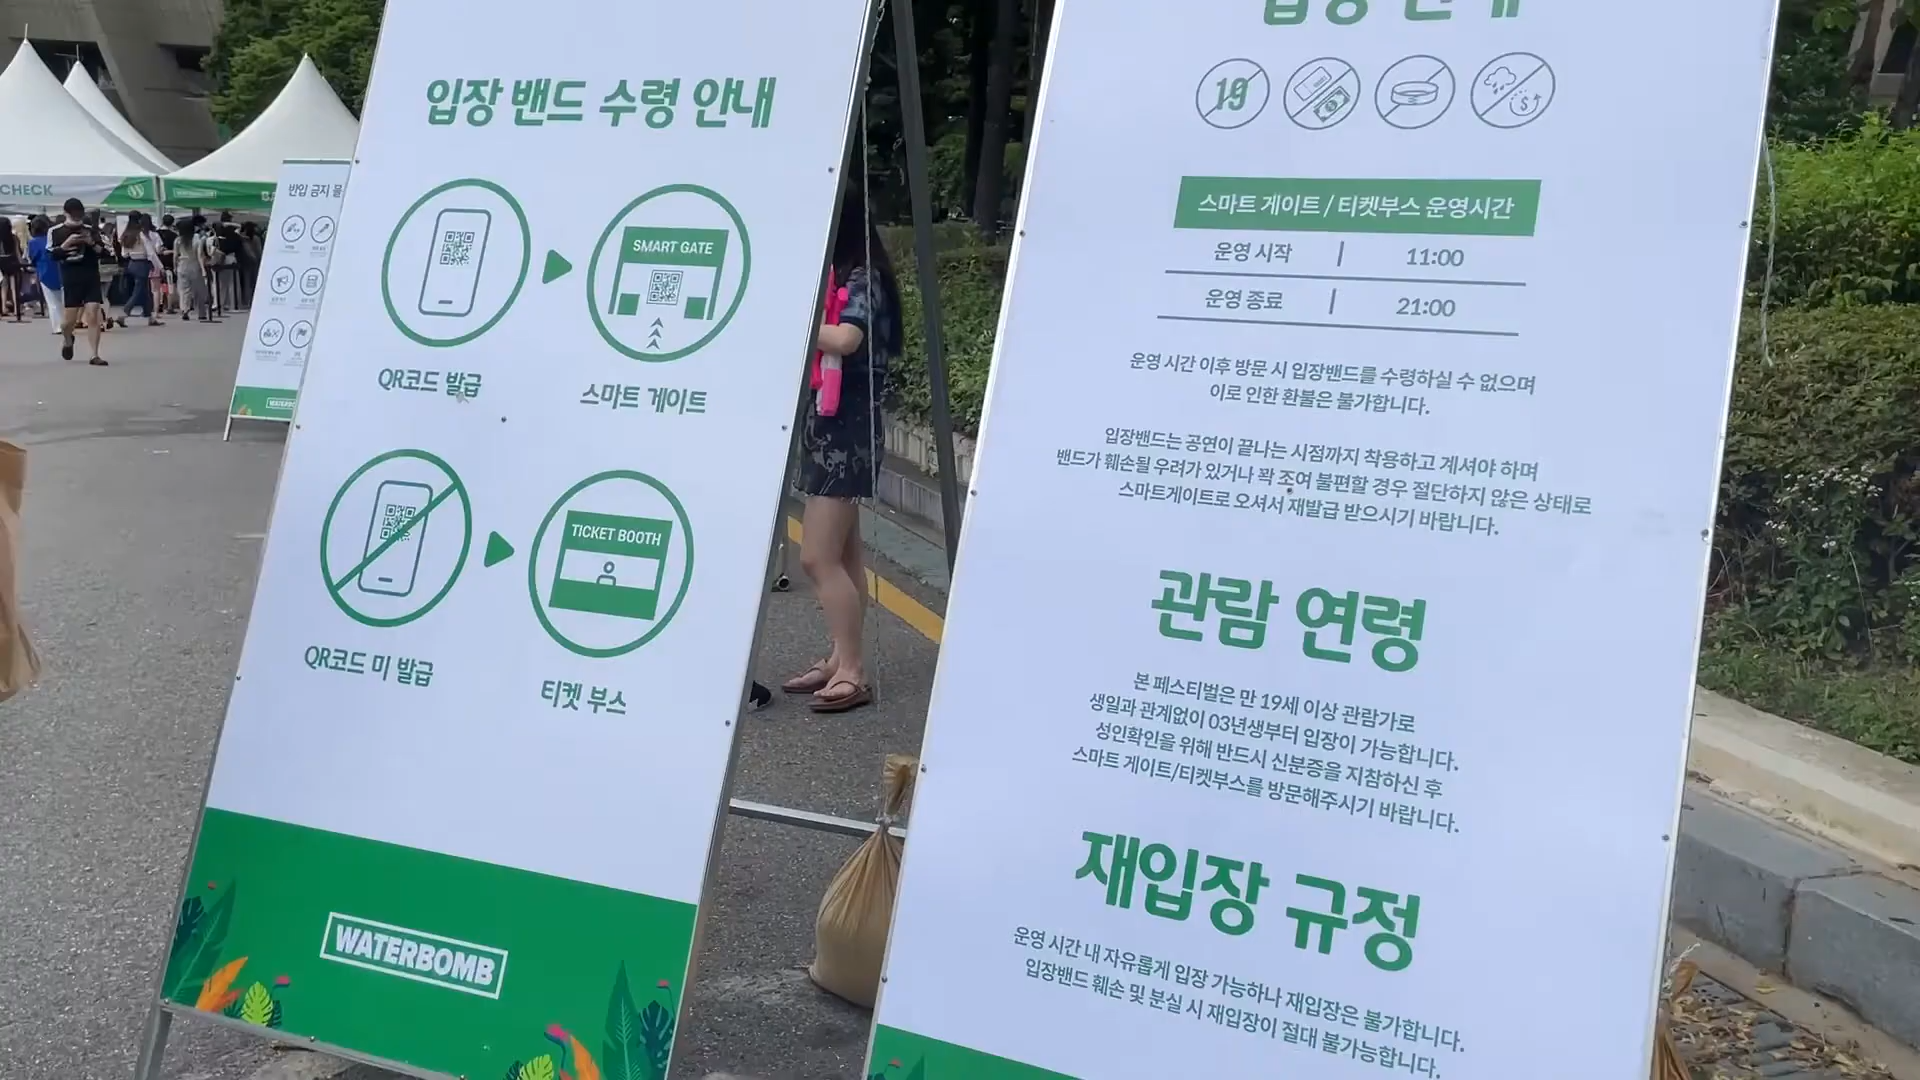 CHECK
반입 금지 물
입장 밴드 수령 안내
SMART GATE
QR코드 발급
스마트 게이트
TICKET BOOTH
QR코드 미 발급
티켓 부스
WATERBOMB
입장 안내
19
스마트 게이트 / 티켓부스 운영시간
운영 시작 | 11:00
운영 종료 | 21:00
운영 시간 이후 방문 시 입장밴드를 수령하실 수 없으며
이로 인한 환불은 불가합니다.
입장밴드는 공연이 끝나는 시점까지 착용하고 계셔야 하며
밴드가 훼손될 우려가 있거나 꽉 조여 불편할 경우 절단하지 않은 상태로
스마트게이트로 오셔서 재발급 받으시기 바랍니다.
관람 연령
본 페스티벌은 만 19세 이상 관람가로
생일과 관계없이 03년생부터 입장이 가능합니다.
성인확인을 위해 반드시 신분증을 지참하신 후
스마트 게이트/티켓부스를 방문해주시기 바랍니다.
재입장 규정
운영 시간 내 자유롭게 입장 가능하나 재입장은 불가합니다.
입장밴드 훼손 및 분실 시 재입장이 절대 불가능합니다.